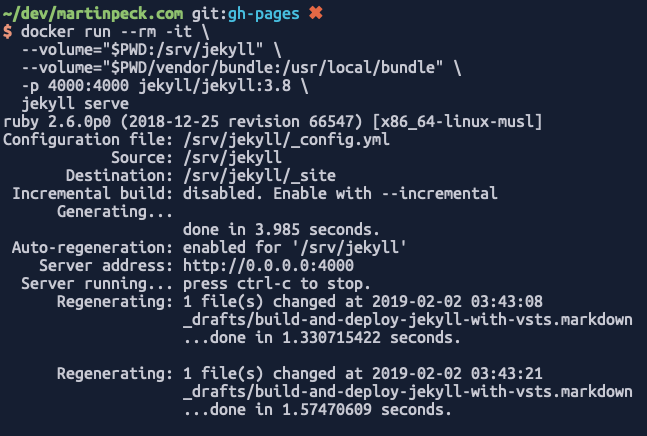 ~/dev/martinpeck.com git:gh-pages ✖
$ docker run --rm -it \
--volume="$PWD:/srv/jekyll" \
--volume="$PWD/vendor/bundle:/usr/local/bundle" \
-p 4000:4000 jekyll/jekyll:3.8 \
jekyll serve
ruby 2.6.0p0 (2018-12-25 revision 66547) [x86_64-linux-musl]
Configuration file: /srv/jekyll/_config.yml
Source: /srv/jekyll
Destination: /srv/jekyll/_site
Incremental build: disabled. Enable with --incremental
Generating...
done in 3.985 seconds.
Auto-regeneration: enabled for '/srv/jekyll'
Server address: http://0.0.0.0:4000
Server running... press ctrl-c to stop.
Regenerating: 1 file(s) changed at 2019-02-02 03:43:08
_drafts/build-and-deploy-jekyll-with-vsts.markdown
...done in 1.330715422 seconds.
Regenerating: 1 file(s) changed at 2019-02-02 03:43:21
_drafts/build-and-deploy-jekyll-with-vsts.markdown
...done in 1.57470609 seconds.